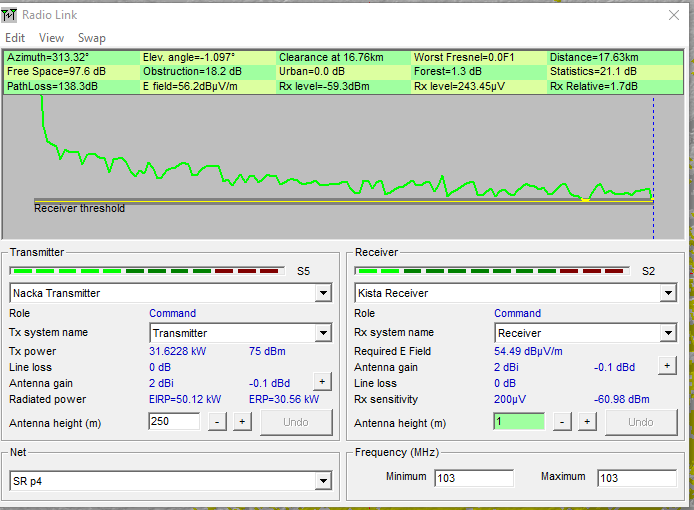 Radio Link
Edit View Swap
Azimuth=313.32° Elev. angle=-1.097° Clearance at 16.76km Worst Fresnel=0.0F1 Distance=17.63km
Free Space=97.6 dB Obstruction=18.2 dB Urban=0.0 dB Forest=1.3 dB Statistics=21.1 dB
PathLoss=138.3dB E field=56.2dBµV/m Rx level=-59.3dBm Rx level=243.45µV Rx Relative=1.7dB
Receiver threshold
Transmitter
S5
Nacka Transmitter
Role Command
Tx system name Transmitter
Tx power 31.6228 kW 75 dBm
Line loss 0 dB
Antenna gain 2 dBi -0.1 dBd +
Radiated power EIRP=50.12 kW ERP=30.56 kW
Antenna height (m) 250 - + Undo
Net
SR p4
Receiver
S2
Kista Receiver
Role Command
Rx system name Receiver
Required E Field 54.49 dBµV/m
Antenna gain 2 dBi -0.1 dBd +
Line loss 0 dB
Rx sensitivity 200µV -60.98 dBm
Antenna height (m) 1 - + Undo
Frequency (MHz)
Minimum 103 Maximum 103